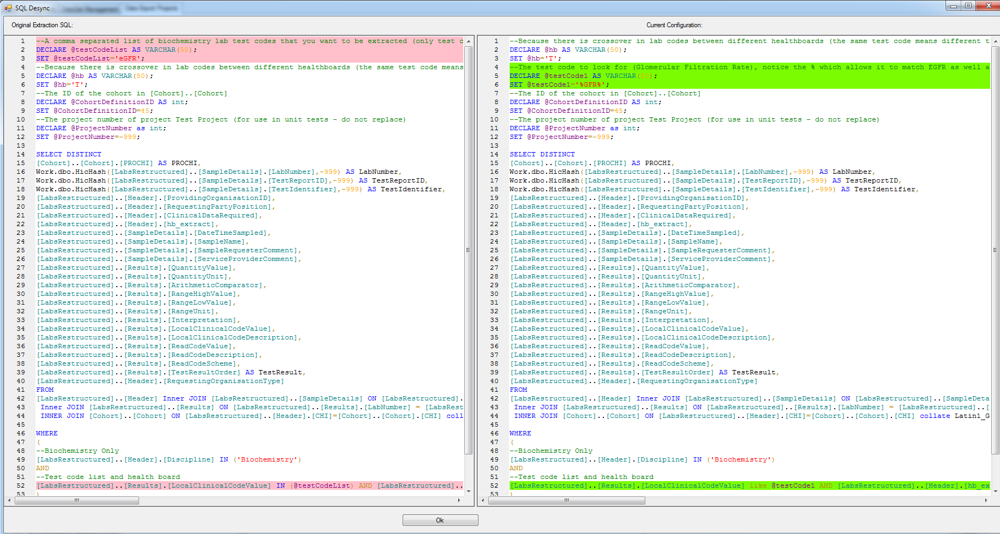 SQL Desync
Original Extraction SQL:
1 --A comma separated list of biochemistry lab test codes that you want to be extracted (only test c
2 DECLARE @testCodeList AS VARCHAR(50);
3 SET @testCodeList='eGFR';
4 --Because there is crossover in lab codes between different healthboards (the same test code means
5 DECLARE @hb AS VARCHAR(50);
6 SET @hb='T';
7 --The ID of the cohort in [Cohort]..[Cohort]
8 DECLARE @CohortDefinitionID AS int;
9 SET @CohortDefinitionID=45;
10 --The project number of project Test Project (for use in unit tests - do not replace)
11 DECLARE @ProjectNumber as int;
12 SET @ProjectNumber=-999;
13
14 SELECT DISTINCT
15 [Cohort]..[Cohort].[PROCHI] AS PROCHI,
16 Work.dbo.HicHash([LabsRestructured]..[SampleDetails].[LabNumber],-999) AS LabNumber,
17 Work.dbo.HicHash([LabsRestructured]..[SampleDetails].[TestReportID],-999) AS TestReportID,
18 Work.dbo.HicHash([LabsRestructured]..[SampleDetails].[TestIdentifier],-999) AS TestIdentifier,
19 [LabsRestructured]..[Header].[ProvidingOrganisationID],
20 [LabsRestructured]..[Header].[RequestingPartyPosition],
21 [LabsRestructured]..[Header].[ClinicalDataRequired],
22 [LabsRestructured]..[Header].[hb_extract],
23 [LabsRestructured]..[SampleDetails].[DateTimeSampled],
24 [LabsRestructured]..[SampleDetails].[SampleName],
25 [LabsRestructured]..[SampleDetails].[SampleRequesterComment],
26 [LabsRestructured]..[SampleDetails].[ServiceProviderComment],
27 [LabsRestructured]..[Results].[QuantityValue],
28 [LabsRestructured]..[Results].[QuantityUnit],
29 [LabsRestructured]..[Results].[ArithmeticComparator],
30 [LabsRestructured]..[Results].[RangeHighValue],
31 [LabsRestructured]..[Results].[RangeLowValue],
32 [LabsRestructured]..[Results].[RangeUnit],
33 [LabsRestructured]..[Results].[Interpretation],
34 [LabsRestructured]..[Results].[LocalClinicalCodeValue],
35 [LabsRestructured]..[Results].[LocalClinicalCodeDescription],
36 [LabsRestructured]..[Results].[ReadCodeValue],
37 [LabsRestructured]..[Results].[ReadCodeDescription],
38 [LabsRestructured]..[Results].[ReadCodeScheme],
39 [LabsRestructured]..[Results].[TestResultOrder] AS TestResult,
40 [LabsRestructured]..[Header].[RequestingOrganisationType]
41 FROM
42 [LabsRestructured]..[Header] Inner JOIN [LabsRestructured]..[SampleDetails] ON [LabsRestructured].
43 Inner JOIN [LabsRestructured]..[Results] ON [LabsRestructured]..[Results].[LabNumber] = [LabsRest
44 INNER JOIN [Cohort]..[Cohort] ON [LabsRestructured]..[Header].[CHI]=[Cohort]..[Cohort].[CHI] coll
45
46 WHERE
47 (
48 --Biochemistry Only
49 [LabsRestructured]..[Header].[Discipline] IN ('Biochemistry')
50 AND
51 --Test code list and health board
52 [LabsRestructured]..[Results].[LocalClinicalCodeValue] IN (@testCodeList) AND [LabsRestructured]..
53 )
Current Configuration:
1 --Because there is crossover in lab codes between different healthboards (the same test code means different t
2 DECLARE @hb AS VARCHAR(50);
3 SET @hb='T';
4 --The test code to look for (Glomerular Filtration Rate), notice the % which allows it to match EGFR as well a
5 DECLARE @testCode1 AS VARCHAR(50);
6 SET @testCode1='%GFR%';
7 --The ID of the cohort in [Cohort]..[Cohort]
8 DECLARE @CohortDefinitionID AS int;
9 SET @CohortDefinitionID=45;
10 --The project number of project Test Project (for use in unit tests - do not replace)
11 DECLARE @ProjectNumber as int;
12 SET @ProjectNumber=-999;
13
14 SELECT DISTINCT
15 [Cohort]..[Cohort].[PROCHI] AS PROCHI,
16 Work.dbo.HicHash([LabsRestructured]..[SampleDetails].[LabNumber],-999) AS LabNumber,
17 Work.dbo.HicHash([LabsRestructured]..[SampleDetails].[TestReportID],-999) AS TestReportID,
18 Work.dbo.HicHash([LabsRestructured]..[SampleDetails].[TestIdentifier],-999) AS TestIdentifier,
19 [LabsRestructured]..[Header].[ProvidingOrganisationID],
20 [LabsRestructured]..[Header].[RequestingPartyPosition],
21 [LabsRestructured]..[Header].[ClinicalDataRequired],
22 [LabsRestructured]..[Header].[hb_extract],
23 [LabsRestructured]..[SampleDetails].[DateTimeSampled],
24 [LabsRestructured]..[SampleDetails].[SampleName],
25 [LabsRestructured]..[SampleDetails].[SampleRequesterComment],
26 [LabsRestructured]..[SampleDetails].[ServiceProviderComment],
27 [LabsRestructured]..[Results].[QuantityValue],
28 [LabsRestructured]..[Results].[QuantityUnit],
29 [LabsRestructured]..[Results].[ArithmeticComparator],
30 [LabsRestructured]..[Results].[RangeHighValue],
31 [LabsRestructured]..[Results].[RangeLowValue],
32 [LabsRestructured]..[Results].[RangeUnit],
33 [LabsRestructured]..[Results].[Interpretation],
34 [LabsRestructured]..[Results].[LocalClinicalCodeValue],
35 [LabsRestructured]..[Results].[LocalClinicalCodeDescription],
36 [LabsRestructured]..[Results].[ReadCodeValue],
37 [LabsRestructured]..[Results].[ReadCodeDescription],
38 [LabsRestructured]..[Results].[ReadCodeScheme],
39 [LabsRestructured]..[Results].[TestResultOrder] AS TestResult,
40 [LabsRestructured]..[Header].[RequestingOrganisationType]
41 FROM
42 [LabsRestructured]..[Header] Inner JOIN [LabsRestructured]..[SampleDetails] ON [LabsRestructured]..[SampleDeta
43 Inner JOIN [LabsRestructured]..[Results] ON [LabsRestructured]..[Results].[LabNumber] = [LabsRestructured]..[
44 INNER JOIN [Cohort]..[Cohort] ON [LabsRestructured]..[Header].[CHI]=[Cohort]..[Cohort].[CHI] collate Latin1_G
45
46 WHERE
47 (
48 --Biochemistry Only
49 [LabsRestructured]..[Header].[Discipline] IN ('Biochemistry')
50 AND
51 --Test code list and health board
52 [LabsRestructured]..[Results].[LocalClinicalCodeValue] like @testCode1 AND [LabsRestructured]..[Header].[hb_ex
53 )
Ok